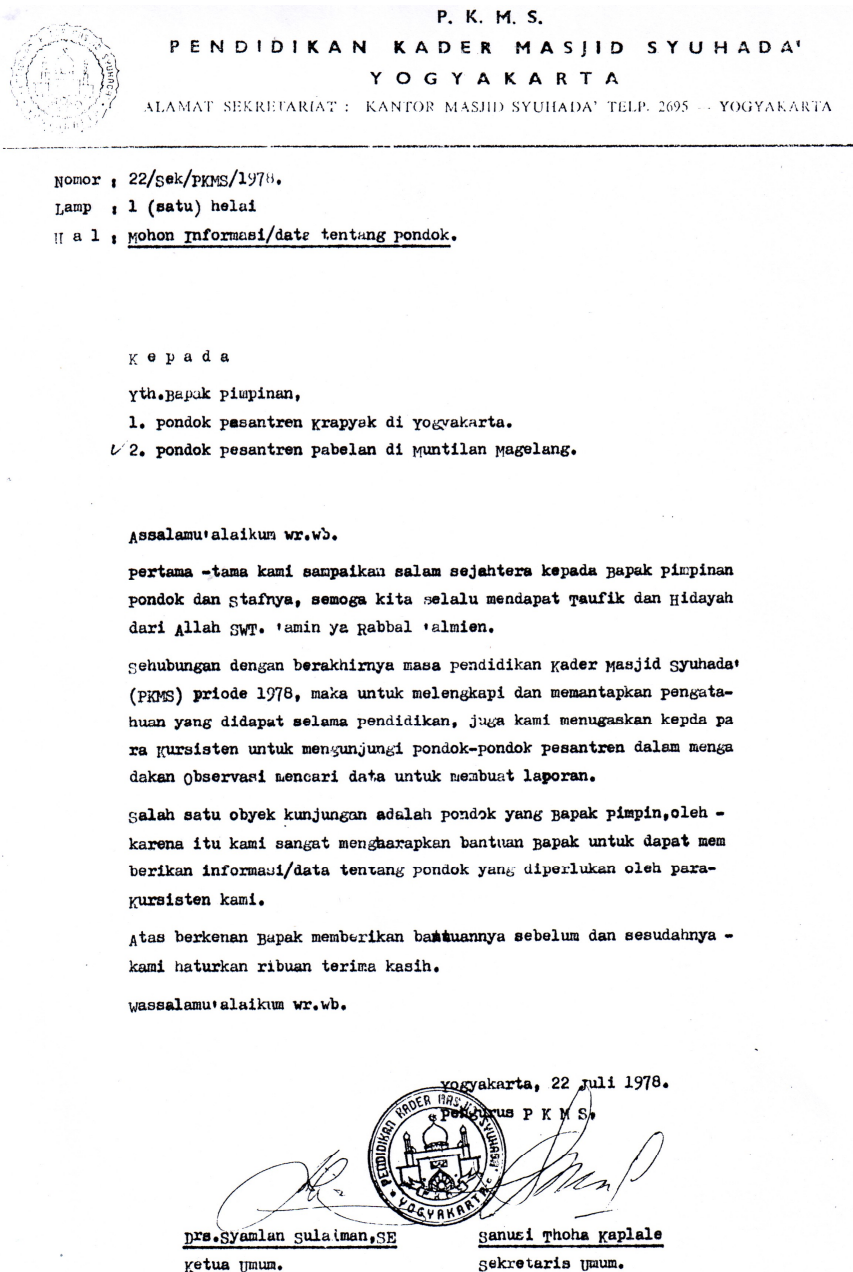 P. K. M. S.
PENDIDIKAN KADER MASJID SYUHADA'
YOGYAKARTA
ALAMAT SEKRETARIAT : KANTOR MASJID SYUHADA' TELP. 2695 — YOGYAKARTA
Nomor : 22/Sek/PKMS/1978.
Lamp : 1 (satu) helai
H a l : Mohon Informasi/date tentang pondok.
K e p a d a
Yth.Bapak Pimpinan,
1. pondok pesantren Krapyak di Yogyakarta.
2. pondok pesantren pabelan di Muntilan Magelang.
Assalamu'alaikum wr.wb.
pertama -tama kami sampaikan salam sejahtera kepada Bapak pimpinan
pondok dan Stafnya, semoga kita selalu mendapat Taufik dan Hidayah
dari Allah SWT. 'amin ya Rabbal 'almien.
Sehubungan dengan berakhirnya masa pendidikan Kader Masjid Syuhada'
(PKMS) priode 1978, maka untuk melengkapi dan memantapkan pengata-
huan yang didapat selama pendidikan, juga kami menugaskan kepda pa
ra Kursisten untuk mengunjungi pondok-pondok pesantren dalam menga
dakan Observasi mencari data untuk membuat laporan.
Salah satu obyek kunjungan adalah pondok yang Bapak pimpin,oleh -
karena itu kami sangat mengharapkan bantuan Bapak untuk dapat mem
berikan informasi/data tentang pondok yang diperlukan oleh para-
Kursisten kami.
Atas berkenan Bapak memberikan bantuannya sebelum dan sesudahnya -
kami haturkan ribuan terima kasih.
Wassalamu'alaikum wr.wb.
Yogyakarta, 22 Juli 1978.
Pengurus P K M S,
PENDIDIKAN KADER MASJID SYUHADA'
YOGYAKARTA
Drs.Syamlan Sulaiman,SE
Sanusi Thoha Kaplale
Ketua Umum.
Sekretaris Umum.